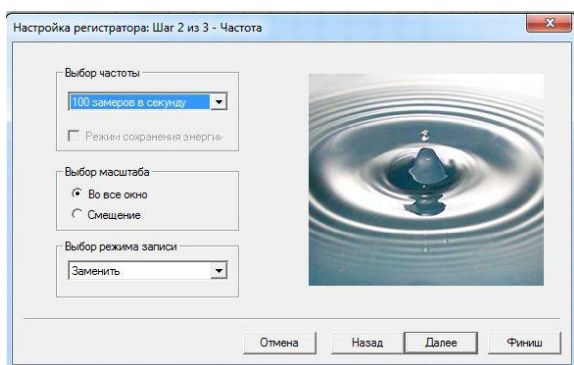 Настройка регистратора: Шаг 2 из 3 - Частота
Выбор частоты
100 замеров в секунду
Режим сохранения энергии
Выбор масштаба
Во все окно
Смещение
Выбор режима записи
Заменить
Отмена
Назад
Далее
Финиш